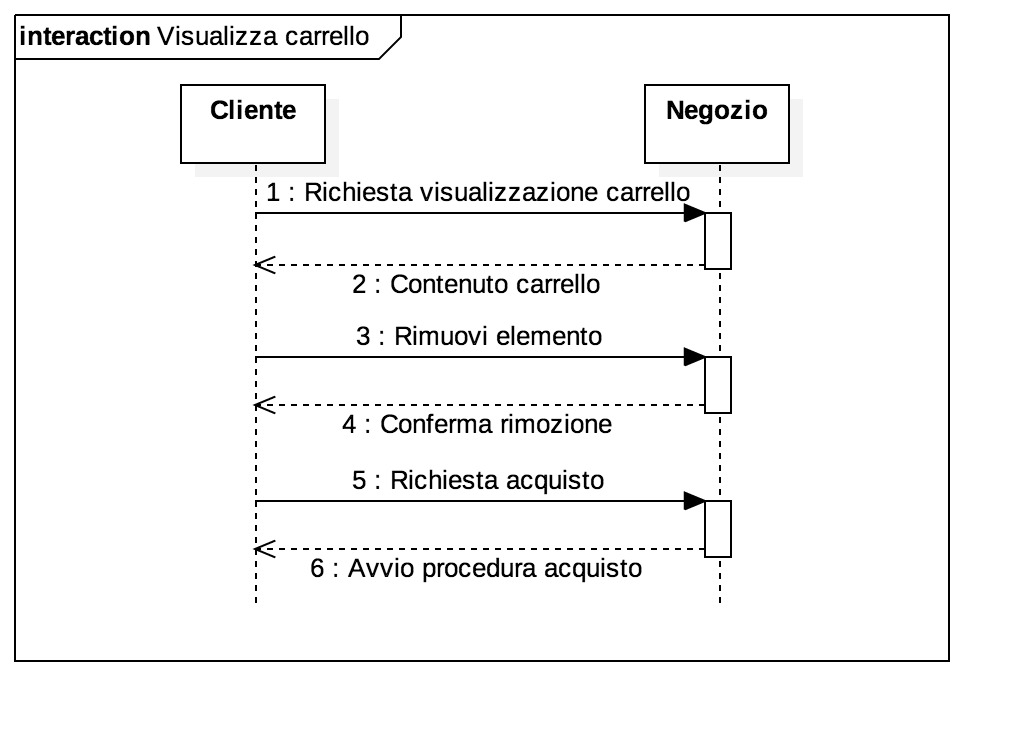 interaction Visualizza carrello
Cliente
Negozio
1 : Richiesta visualizzazione carrello
2 : Contenuto carrello
3 : Rimuovi elemento
4 : Conferma rimozione
5 : Richiesta acquisto
6 : Avvio procedura acquisto